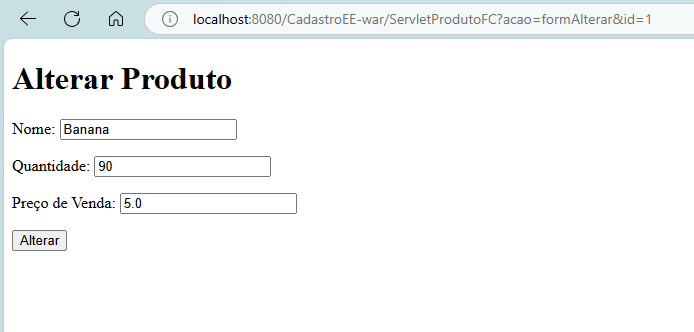 localhost:8080/CadastroEE-war/ServletProdutoFC?acao=formAlterar&id=1
Alterar Produto
Nome: Banana
Quantidade: 90
Preço de Venda: 5.0
Alterar